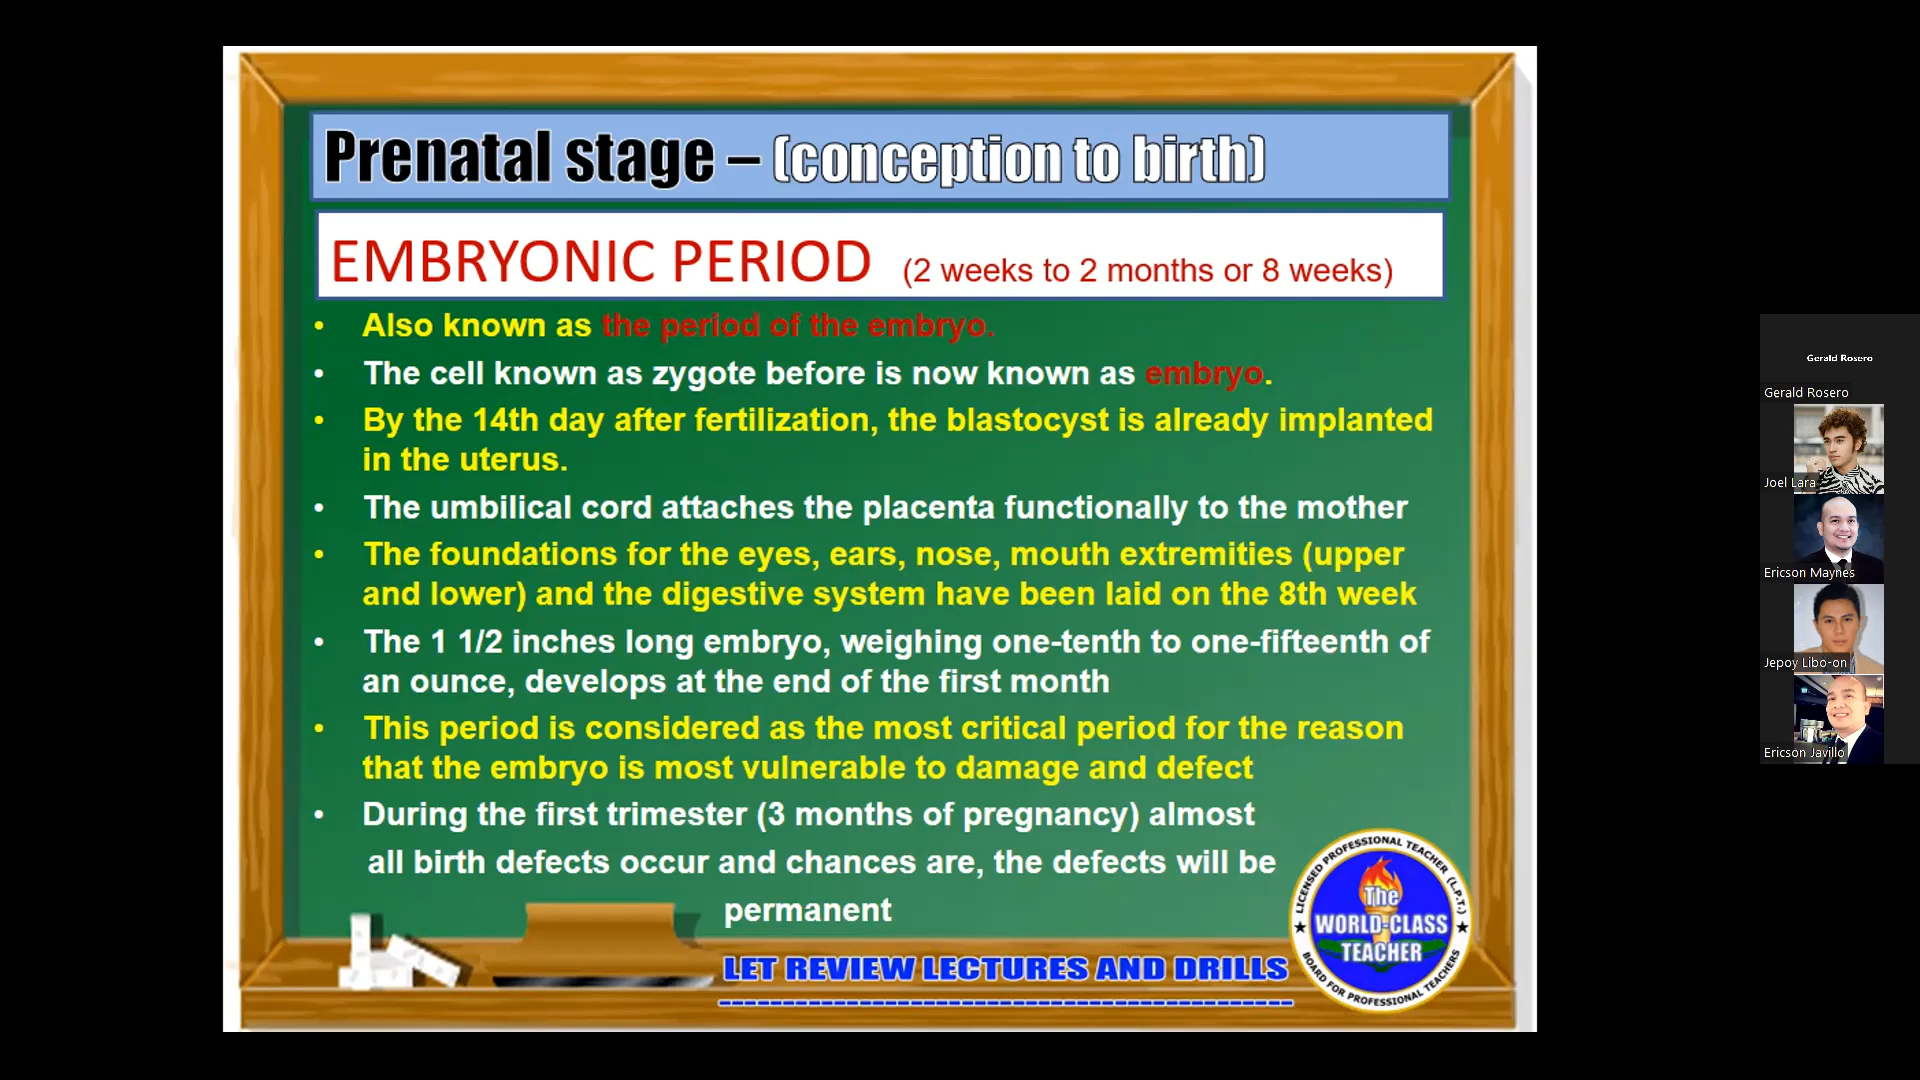 Prenatal stage – (conception to birth)
EMBRYONIC PERIOD (2 weeks to 2 months or 8 weeks)
• Also known as the period of the embryo.
• The cell known as zygote before is now known as embryo.
• By the 14th day after fertilization, the blastocyst is already implanted
in the uterus.
• The umbilical cord attaches the placenta functionally to the mother
• The foundations for the eyes, ears, nose, mouth extremities (upper
and lower) and the digestive system have been laid on the 8th week
• The 1 1/2 inches long embryo, weighing one-tenth to one-fifteenth of
an ounce, develops at the end of the first month
• This period is considered as the most critical period for the reason
that the embryo is most vulnerable to damage and defect
• During the first trimester (3 months of pregnancy) almost
all birth defects occur and chances are, the defects will be
permanent
LET REVIEW LECTURES AND DRILLS
LICENSED PROFESSIONAL TEACHER (L.P.T.)
The
WORLD-CLASS
TEACHER
BOARD FOR PROFESSIONAL TEACHERS
Gerald Rosero
Gerald Rosero
Joel Lara
Ericson Maynes
Jepoy Libo-on
Ericson Javillo